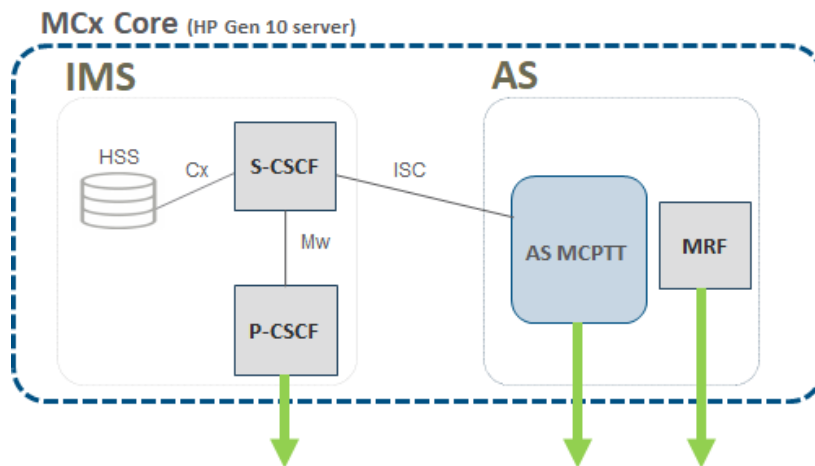 MCx Core (HP Gen 10 server)
IMS
AS
HSS
Cx
S-CSCF
ISC
Mw
AS MCPTT
MRF
P-CSCF